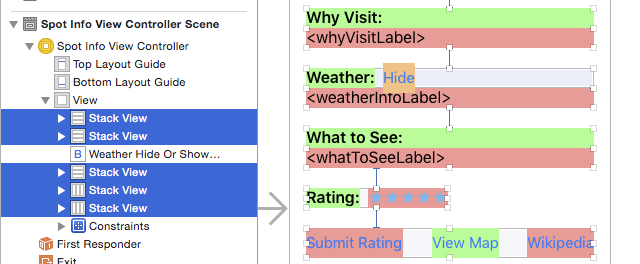 Spot Info View Controller Scene
Spot Info View Controller
Top Layout Guide
Bottom Layout Guide
View
Stack View
Stack View
B Weather Hide Or Show...
Stack View
Stack View
Stack View
Constraints
First Responder
Exit
Why Visit:
<whyVisitLabel>
Weather: Hide
<weatherInfoLabel>
What to See:
<whatToSeeLabel>
Rating: ★★★★★
Submit Rating View Map Wikipedia